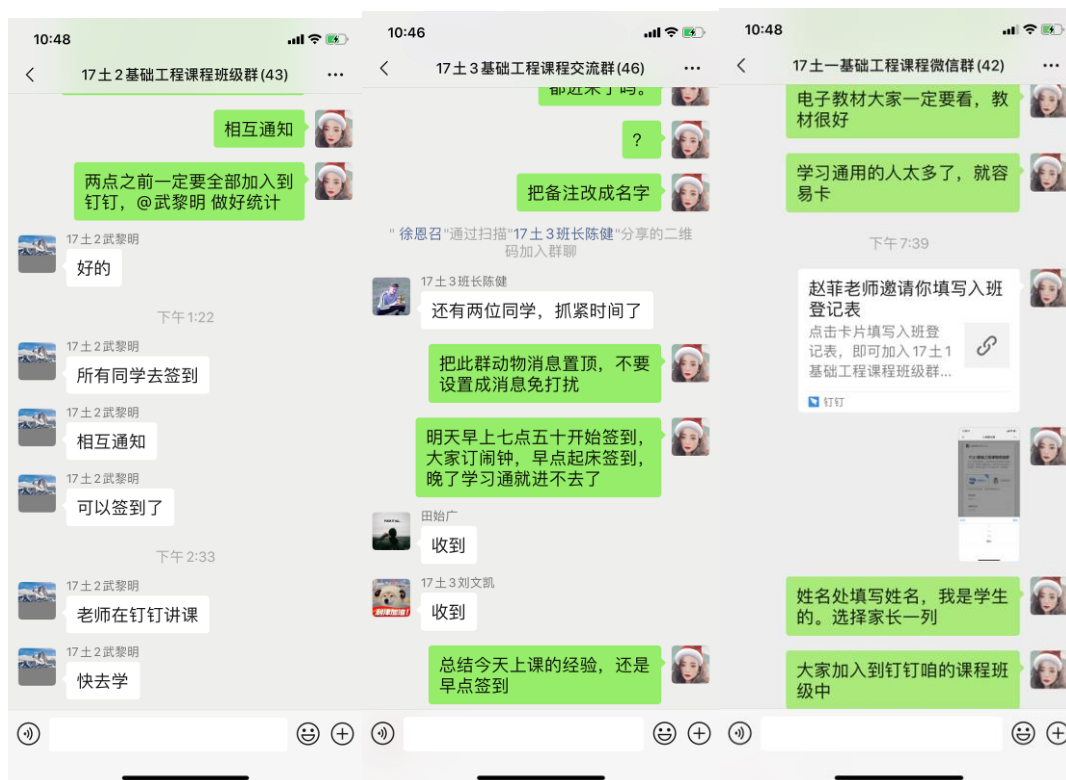 10:48
17土2基础工程课程班级群(43)
相互通知
两点之前一定要全部加入到
钉钉，@武黎明 做好统计
17土2武黎明
好的
下午1:22
17土2武黎明
所有同学去签到
17土2武黎明
相互通知
17土2武黎明
可以签到了
下午2:33
17土2武黎明
老师在钉钉讲课
17土2武黎明
快去学
10:46
17土3基础工程课程交流群(46)
都进来了吗。
?
把备注改成名字
"徐恩召"通过扫描"17土3班长陈健"分享的二维
码加入群聊
17土3班长陈健
还有两位同学，抓紧时间了
把此群动物消息置顶，不要
设置成消息免打扰
明天早上七点五十开始签到，
大家订闹钟，早点起床签到，
晚了学习通就进不去了
田始广
收到
17土3刘文凯
收到
总结今天上课的经验，还是
早点签到
10:48
17土一基础工程课程微信群(42)
电子教材大家一定要看，教
材很好
学习通用的人太多了，就容
易卡
下午7:39
赵菲老师邀请你填写入班
登记表
点击卡片填写入班登
记表，即可加入17土1
基础工程课程班级群...
钉钉
姓名处填写姓名，我是学生
的。选择家长一列
大家加入到钉钉咱的课程班
级中